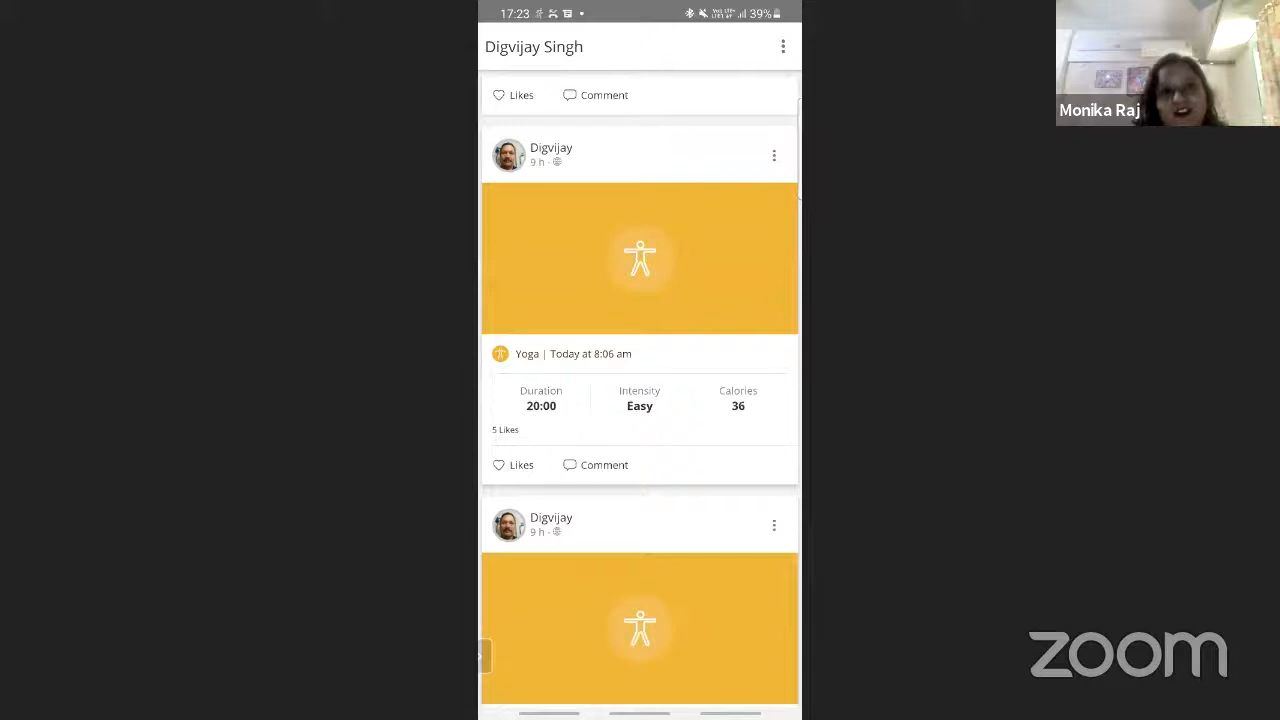 17:23
39%
Digvijay Singh
Likes Comment
Digvijay
9 h
Yoga | Today at 8:06 am
Duration Intensity Calories
20:00 Easy 36
5 Likes
Likes Comment
Digvijay
9 h
Monika Raj
zoom